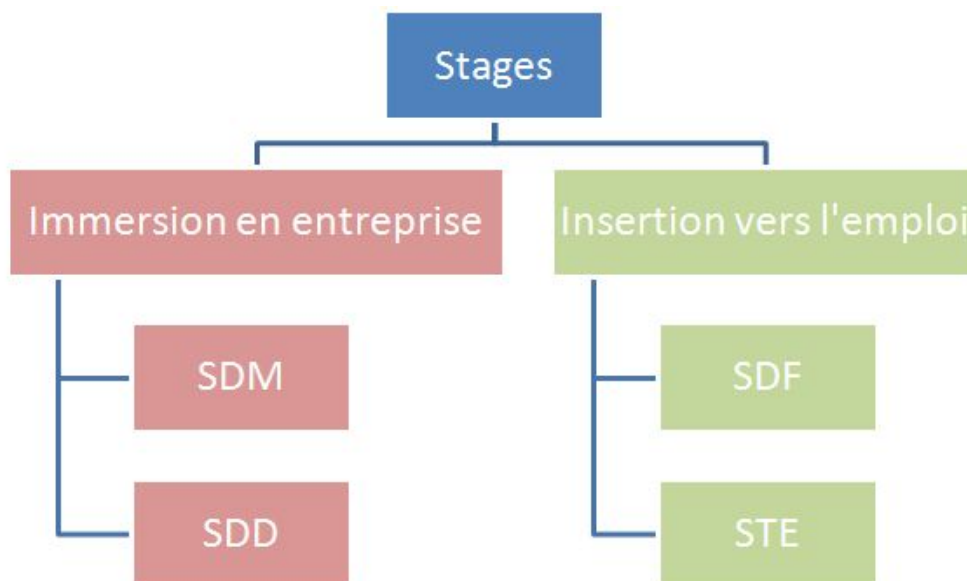 Stages
Immersion en entreprise
Insertion vers l'emploi
SDM
SDF
SDD
STE